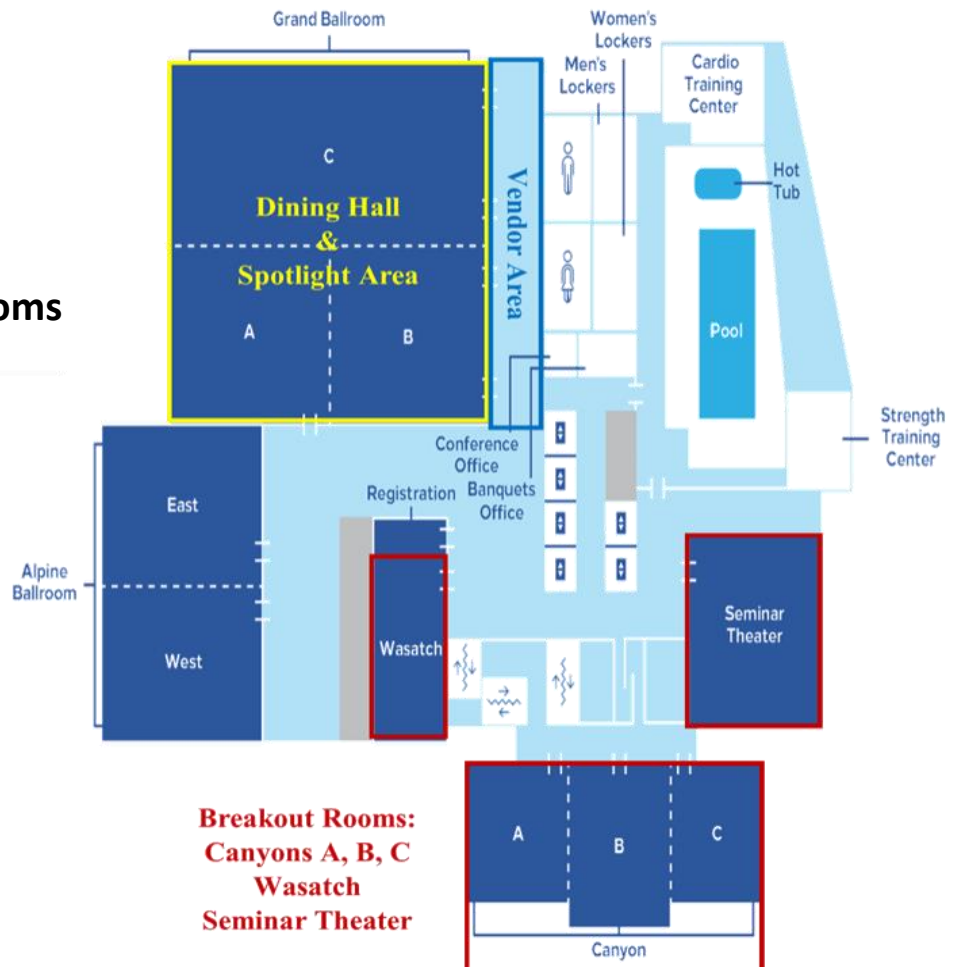 Grand Ballroom
Women's
Lockers
Men's
Lockers
Cardio
Training
Center
C
Dining Hall
&
Spotlight Area
A
B
Vendor Area
Hot
Tub
Pool
ooms
Conference
Office
Banquets
Office
Strength
Training
Center
Registration
East
Alpine
Ballroom
West
Wasatch
Seminar
Theater
Breakout Rooms:
Canyons A, B, C
Wasatch
Seminar Theater
A
B
C
Canyon